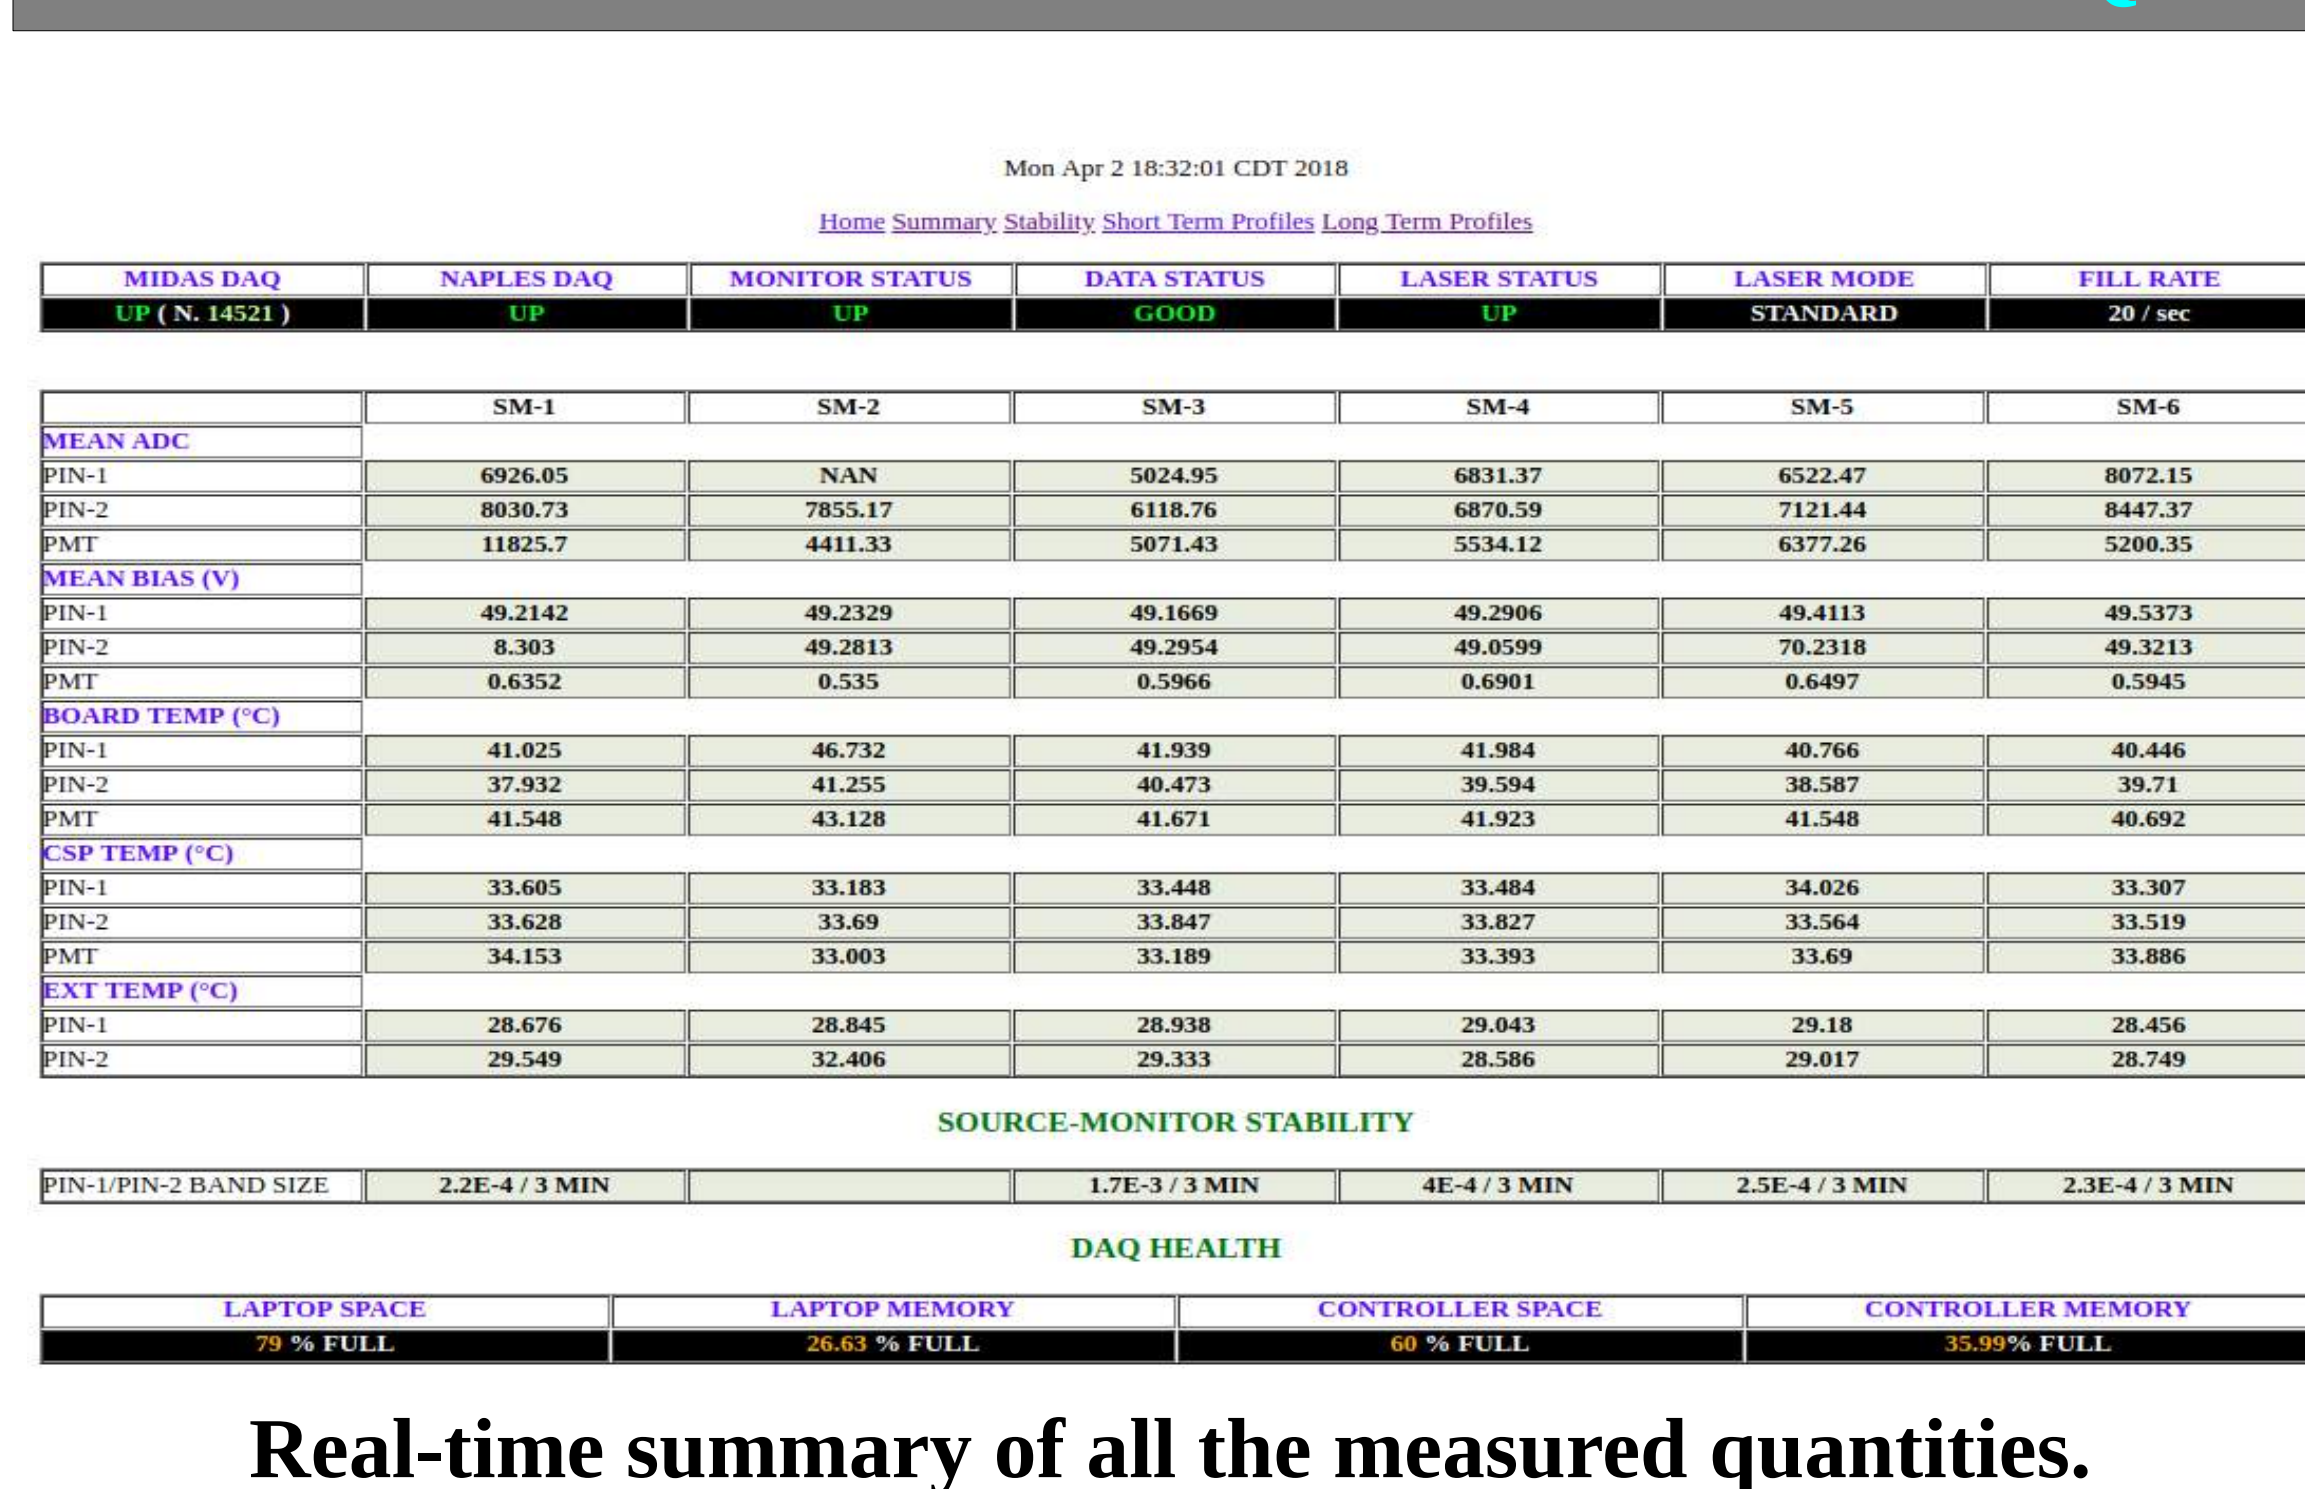 Mon Apr 2 18:32:01 CDT 2018
Home Summary Stability Short Term Profiles Long Term Profiles
MIDAS DAQ NAPLES DAQ MONITOR STATUS DATA STATUS LASER STATUS LASER MODE FILL RATE
UP ( N. 14521 ) UP UP GOOD UP STANDARD 20 / sec
SM-1 SM-2 SM-3 SM-4 SM-5 SM-6
MEAN ADC
PIN-1 6926.05 NAN 5024.95 6831.37 6522.47 8072.15
PIN-2 8030.73 7855.17 6118.76 6870.59 7121.44 8447.37
PMT 11825.7 4411.33 5071.43 5534.12 6377.26 5200.35
MEAN BIAS (V)
PIN-1 49.2142 49.2329 49.1669 49.2906 49.4113 49.5373
PIN-2 8.303 49.2813 49.2954 49.0599 70.2318 49.3213
PMT 0.6352 0.535 0.5966 0.6901 0.6497 0.5945
BOARD TEMP (°C)
PIN-1 41.025 46.732 41.939 41.984 40.766 40.446
PIN-2 37.932 41.255 40.473 39.594 38.587 39.71
PMT 41.548 43.128 41.671 41.923 41.548 40.692
CSP TEMP (°C)
PIN-1 33.605 33.183 33.448 33.484 34.026 33.307
PIN-2 33.628 33.69 33.847 33.827 33.564 33.519
PMT 34.153 33.003 33.189 33.393 33.69 33.886
EXT TEMP (°C)
PIN-1 28.676 28.845 28.938 29.043 29.18 28.456
PIN-2 29.549 32.406 29.333 28.586 29.017 28.749
SOURCE-MONITOR STABILITY
PIN-1/PIN-2 BAND SIZE 2.2E-4 / 3 MIN 1.7E-3 / 3 MIN 4E-4 / 3 MIN 2.5E-4 / 3 MIN 2.3E-4 / 3 MIN
DAQ HEALTH
LAPTOP SPACE LAPTOP MEMORY CONTROLLER SPACE CONTROLLER MEMORY
79 % FULL 26.63 % FULL 60 % FULL 35.99% FULL
Real-time summary of all the measured quantities.